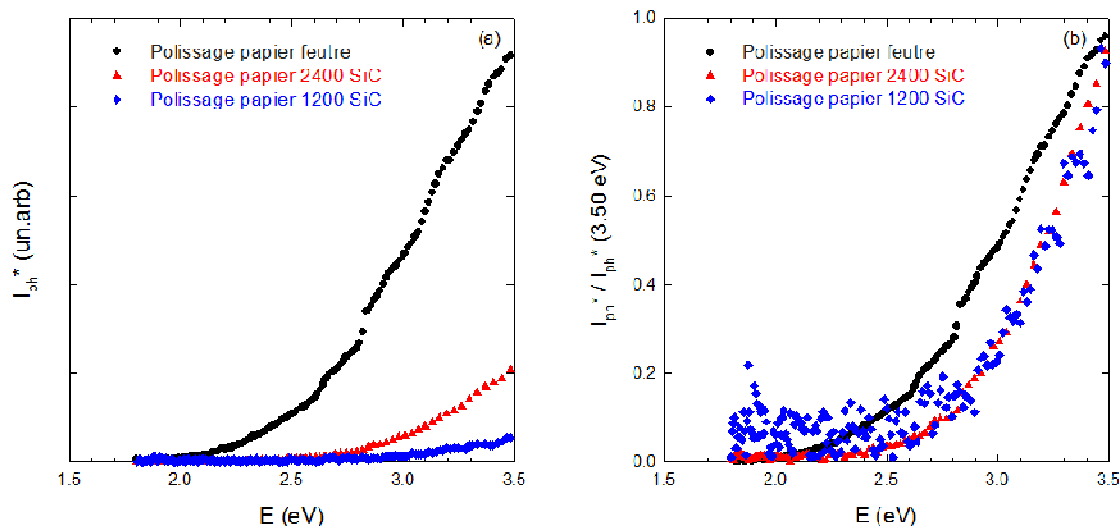 (a)
Polissage papier feutre
Polissage papier 2400 SiC
Polissage papier 1200 SiC
I_ph* (un.arb)
1.5 2.0 2.5 3.0 3.5
E (eV)
(b)
Polissage papier feutre
Polissage papier 2400 SiC
Polissage papier 1200 SiC
I_ph* / I_ph* (3.50 eV)
1.0
0.8
0.6
0.4
0.2
0.0
1.5 2.0 2.5 3.0 3.5
E (eV)